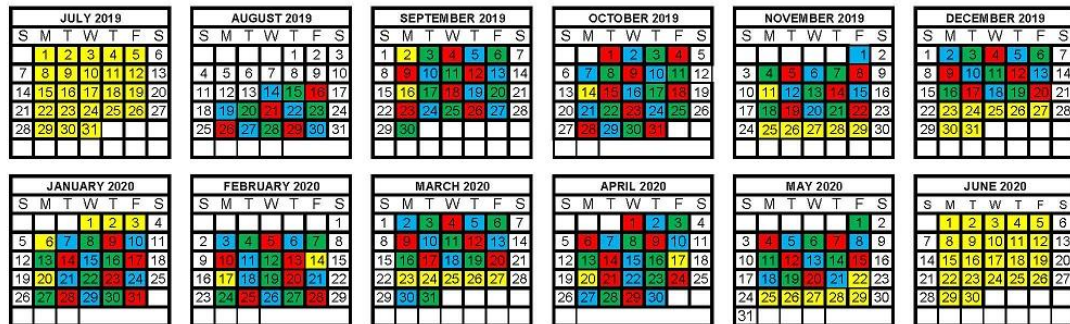 JULY 2019
S M T W T F S
1 2 3 4 5 6
7 8 9 10 11 12 13
14 15 16 17 18 19 20
21 22 23 24 25 26 27
28 29 30 31
AUGUST 2019
S M T W T F S
1 2 3
4 5 6 7 8 9 10
11 12 13 14 15 16 17
18 19 20 21 22 23 24
25 26 27 28 29 30 31
SEPTEMBER 2019
S M T W T F S
1 2 3 4 5 6 7
8 9 10 11 12 13 14
15 16 17 18 19 20 21
22 23 24 25 26 27 28
29 30
OCTOBER 2019
S M T W T F S
1 2 3 4 5
6 7 8 9 10 11 12
13 14 15 16 17 18 19
20 21 22 23 24 25 26
27 28 29 30 31
NOVEMBER 2019
S M T W T F S
1 2
3 4 5 6 7 8 9
10 11 12 13 14 15 16
17 18 19 20 21 22 23
24 25 26 27 28 29 30
DECEMBER 2019
S M T W T F S
1 2 3 4 5 6 7
8 9 10 11 12 13 14
15 16 17 18 19 20 21
22 23 24 25 26 27 28
29 30 31
JANUARY 2020
S M T W T F S
1 2 3 4
5 6 7 8 9 10 11
12 13 14 15 16 17 18
19 20 21 22 23 24 25
26 27 28 29 30 31
FEBRUARY 2020
S M T W T F S
1
2 3 4 5 6 7 8
9 10 11 12 13 14 15
16 17 18 19 20 21 22
23 24 25 26 27 28 29
MARCH 2020
S M T W T F S
1 2 3 4 5 6 7
8 9 10 11 12 13 14
15 16 17 18 19 20 21
22 23 24 25 26 27 28
29 30 31
APRIL 2020
S M T W T F S
1 2 3 4
5 6 7 8 9 10 11
12 13 14 15 16 17 18
19 20 21 22 23 24 25
26 27 28 29 30
MAY 2020
S M T W T F S
1 2
3 4 5 6 7 8 9
10 11 12 13 14 15 16
17 18 19 20 21 22 23
24 25 26 27 28 29 30
31
JUNE 2020
S M T W T F S
1 2 3 4 5 6
7 8 9 10 11 12 13
14 15 16 17 18 19 20
21 22 23 24 25 26 27
28 29 30